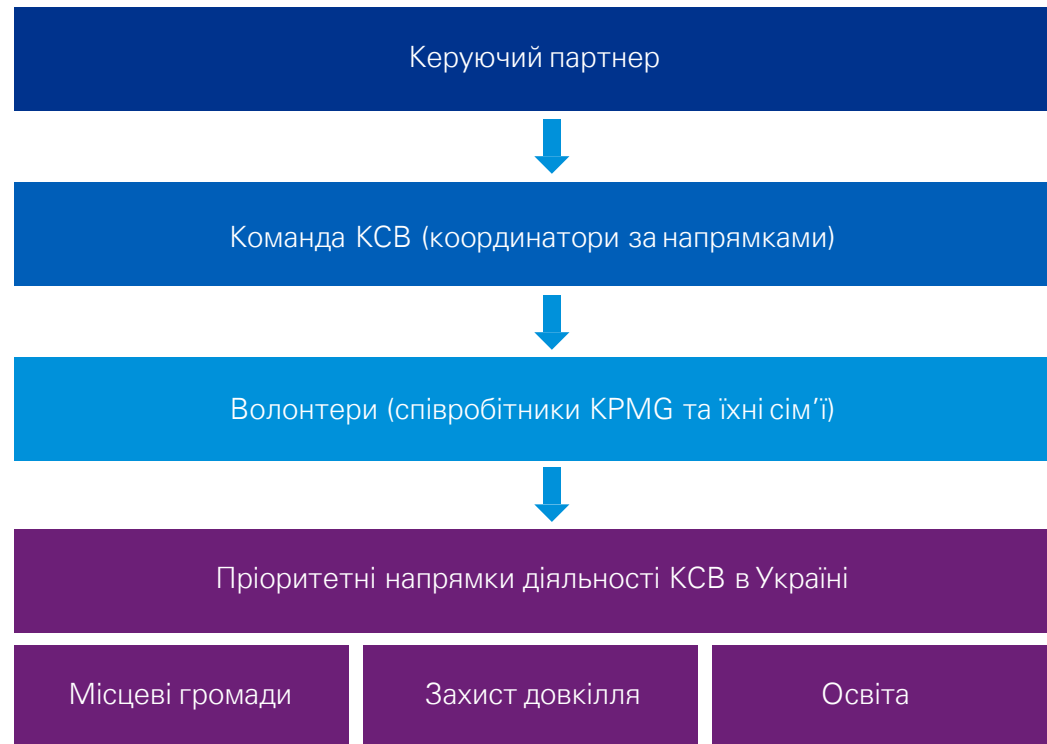 Керуючий партнер
Команда КСВ (координатори за напрямками)
Волонтери (співробітники KPMG та їхні сім’ї)
Пріоритетні напрямки діяльності КСВ в Україні
Місцеві громади
Захист довкілля
Освіта